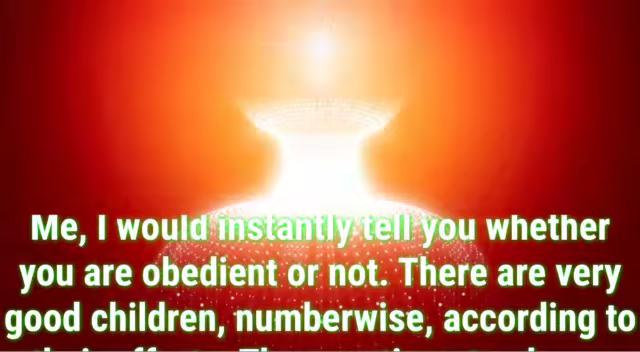 Me, I would instantly tell you whether
you are obedient or not. There are very
good children, numberwise, according to